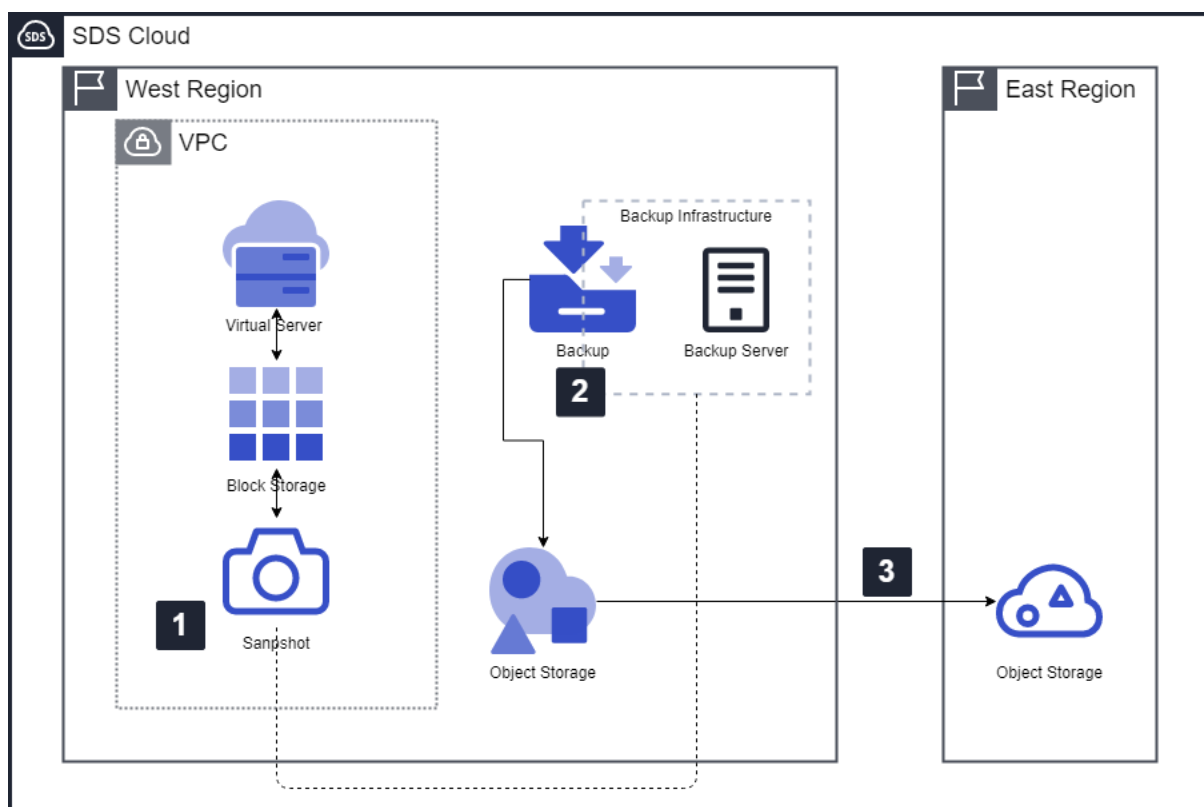 SDS
SDS Cloud
West Region
East Region
VPC
Backup Infrastructure
Virtual Server
Backup
Backup Server
2
Block Storage
1
Sanpshot
3
Object Storage
Object Storage